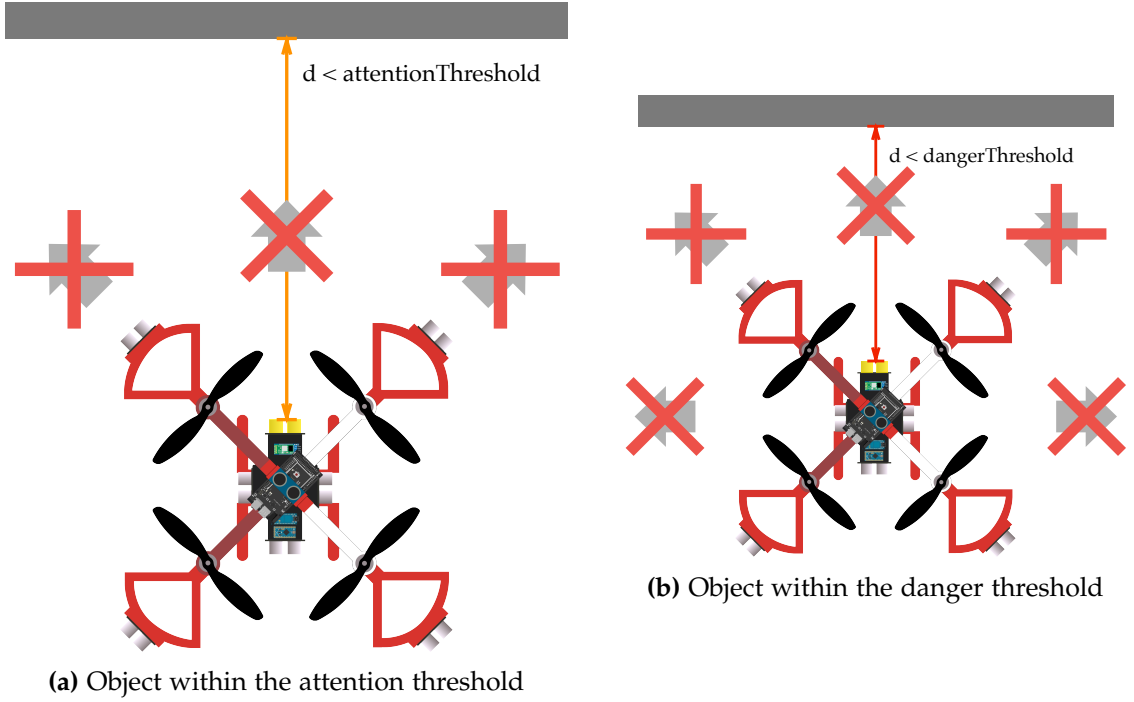 d < attentionThreshold
d < dangerThreshold
(b) Object within the danger threshold
(a) Object within the attention threshold